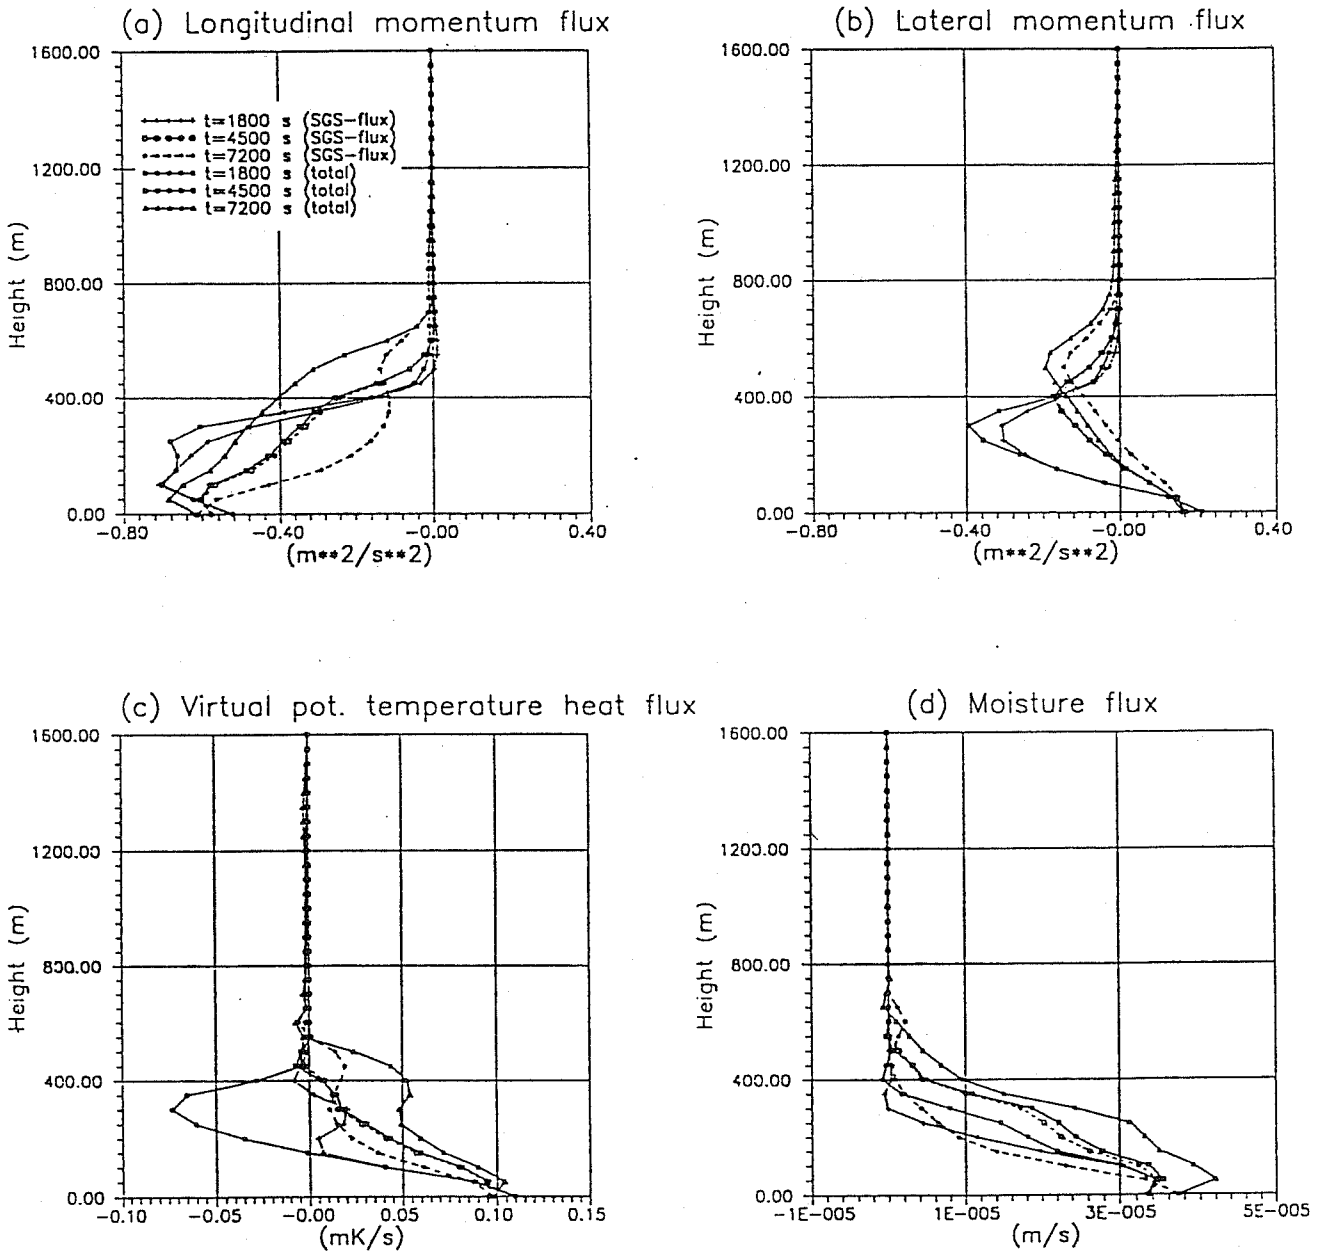 (a) Longitudinal momentum flux
1600.00
1200.00
800.00
400.00
0.00
Height (m)
t=1800 s (SGS-flux)
t=4500 s (SGS-flux)
t=7200 s (SGS-flux)
t=1800 s (total)
t=4500 s (total)
t=7200 s (total)
-0.80 -0.40 -0.00 0.40
(m**2/s**2)
(b) Lateral momentum flux
1600.00
1200.00
800.00
400.00
0.00
Height (m)
-0.80 -0.40 -0.00 0.40
(m**2/s**2)
(c) Virtual pot. temperature heat flux
1600.00
1200.00
800.00
400.00
0.00
Height (m)
-0.10 -0.05 -0.00 0.05 0.10 0.15
(mK/s)
(d) Moisture flux
1600.00
1200.00
800.00
400.00
0.00
Height (m)
-1E-005 1E-005 3E-005 5E-005
(m/s)